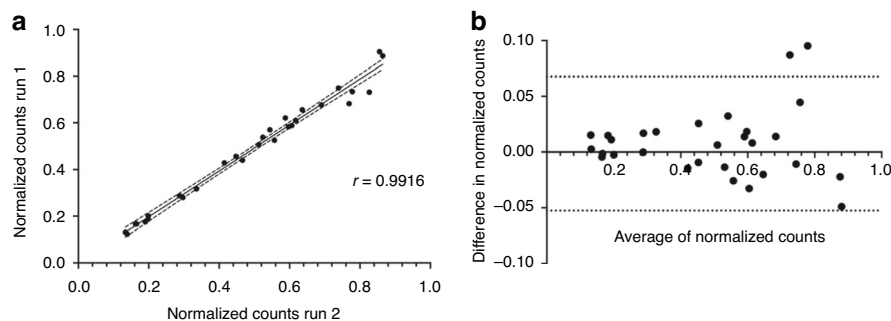 a
Normalized counts run 1
1.0
0.8
0.6
0.4
0.2
0.0
r = 0.9916
0.0 0.2 0.4 0.6 0.8 1.0
Normalized counts run 2
b
Difference in normalized counts
0.10
0.05
0.00
–0.05
–0.10
0.2 0.4 0.6 0.8 1.0
Average of normalized counts